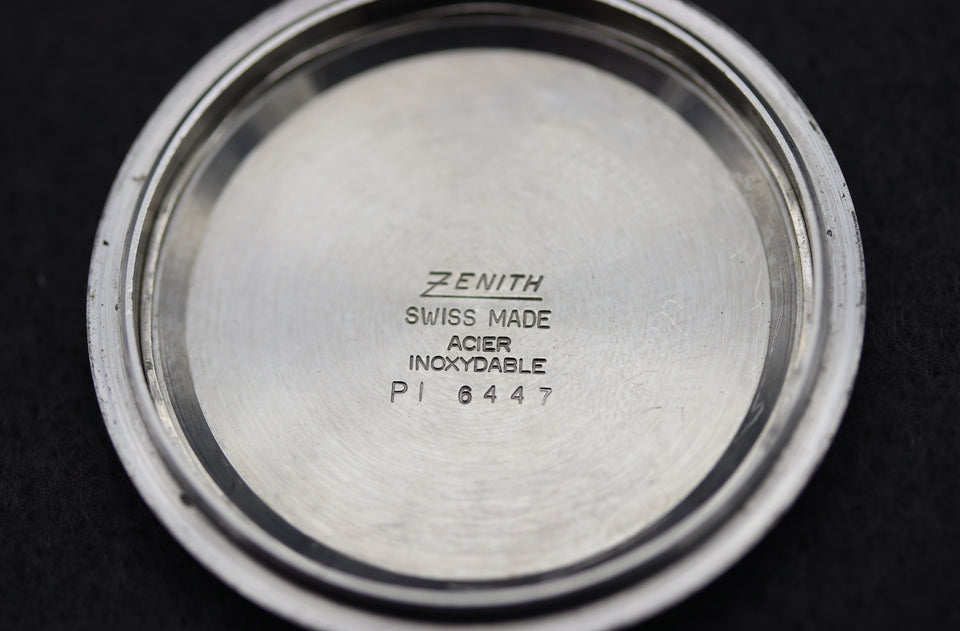 ZENITH
SWISS MADE
ACIER
INOXYDABLE
PI 6447